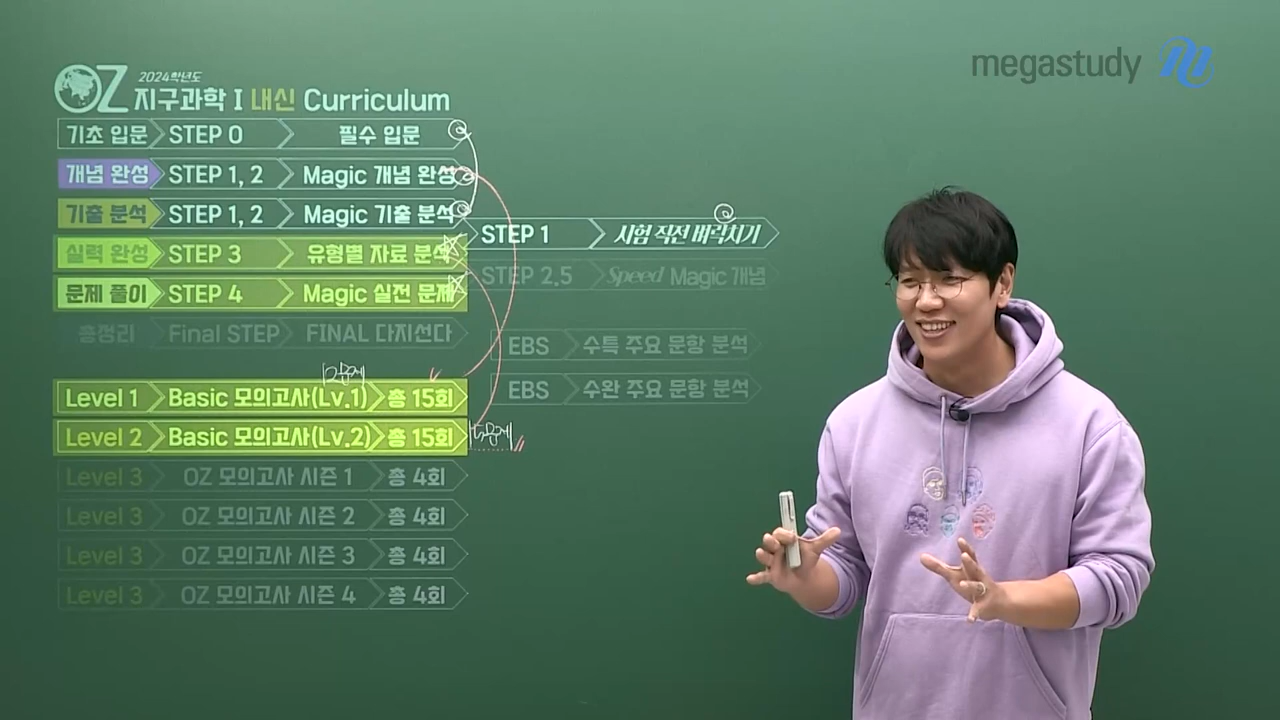 megastudy
OZ 2024학년도
지구과학 I 내신 Curriculum
기초 입문 STEP 0 필수 입문
개념 완성 STEP 1, 2 Magic 개념 완성
기출 분석 STEP 1, 2 Magic 기출 분석
STEP 1 시험 직전 벼락치기
실력 완성 STEP 3 유형별 자료 분석
STEP 2.5 Speed Magic 개념
문제 풀이 STEP 4 Magic 실전 문제
총정리 Final STEP FINAL 다지선다
EBS 수특 주요 문항 분석
12문제
EBS 수완 주요 문항 분석
Level 1 Basic 모의고사(Lv.1) 총 15회
Level 2 Basic 모의고사(Lv.2) 총 15회
15문제
Level 3 OZ 모의고사 시즌 1 총 4회
Level 3 OZ 모의고사 시즌 2 총 4회
Level 3 OZ 모의고사 시즌 3 총 4회
Level 3 OZ 모의고사 시즌 4 총 4회